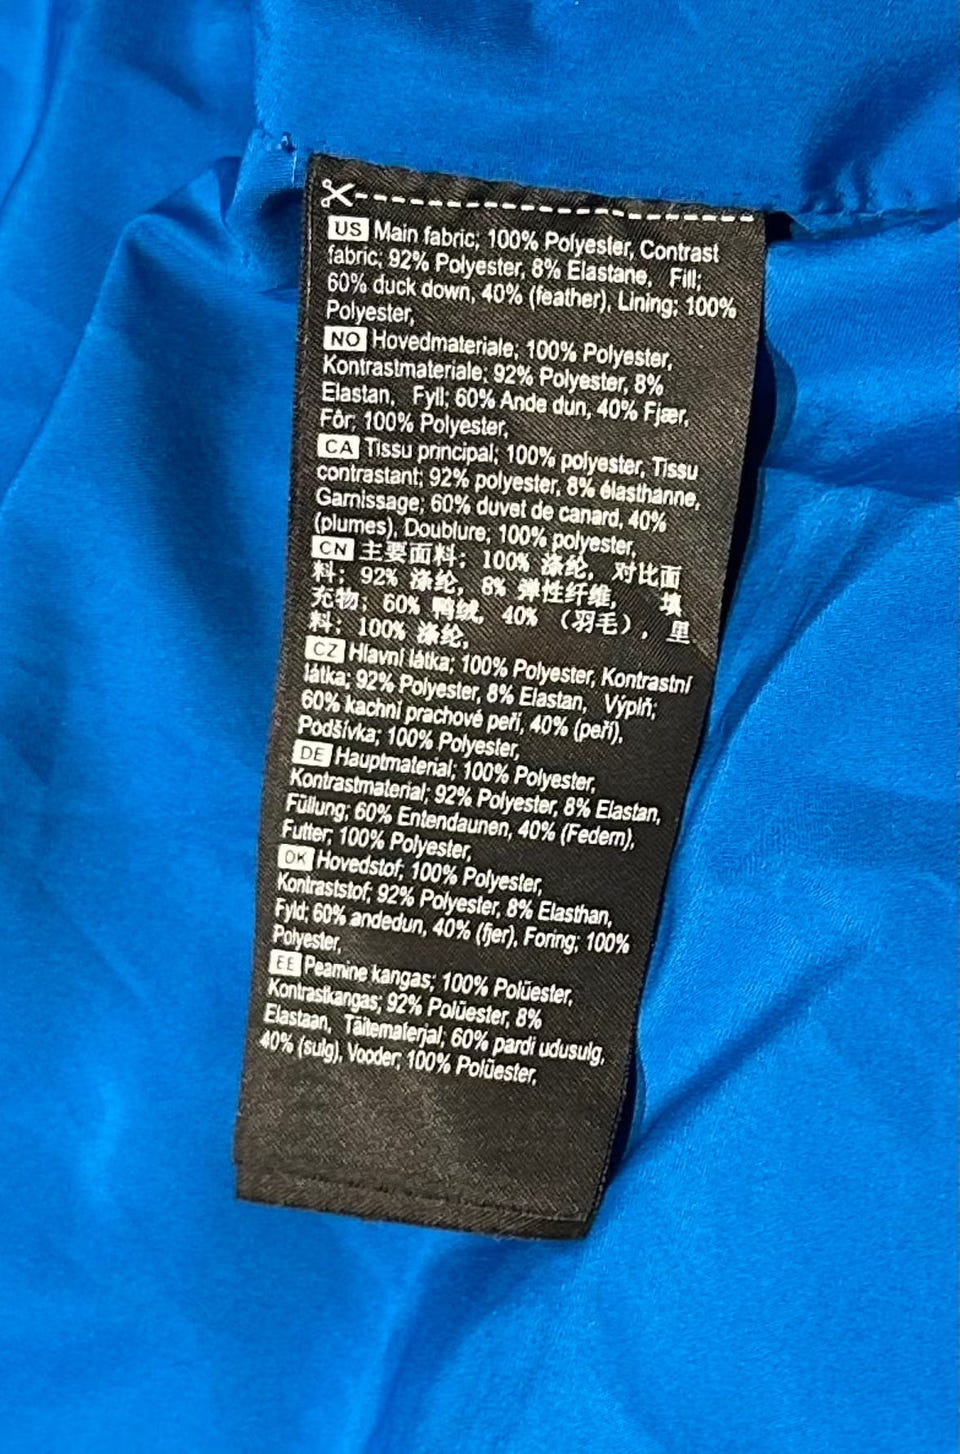 US Main fabric; 100% Polyester, Contrast
fabric; 92% Polyester, 8% Elastane, Fill;
60% duck down, 40% (feather), Lining; 100%
Polyester,
NO Hovedmateriale; 100% Polyester,
Kontrastmateriale; 92% Polyester, 8%
Elastan, Fyll; 60% Ande dun, 40% Fjær,
Fôr; 100% Polyester,
CA Tissu principal; 100% polyester, Tissu
contrastant; 92% polyester, 8% élasthanne,
Garnissage; 60% duvet de canard, 40%
(plumes), Doublure; 100% polyester,
CN 主要面料; 100% 涤纶, 对比面
料; 92% 涤纶, 8% 弹性纤维, 填
充物; 60% 鸭绒, 40% (羽毛), 里
料; 100% 涤纶,
CZ Hlavní látka; 100% Polyester, Kontrastní
látka; 92% Polyester, 8% Elastan, Výplň;
60% kachní prachové peří, 40% (peří),
Podšívka; 100% Polyester,
DE Hauptmaterial; 100% Polyester,
Kontrastmaterial; 92% Polyester, 8% Elastan,
Füllung; 60% Entendaunen, 40% (Federn),
Futter; 100% Polyester,
DK Hovedstof; 100% Polyester,
Kontraststof; 92% Polyester, 8% Elasthan,
Fyld; 60% andedun, 40% (fjer), Foring; 100%
Polyester,
EE Peamine kangas; 100% Polüester,
Kontrastkangas; 92% Polüester, 8%
Elastaan, Täitematerjal; 60% pardi udusulg,
40% (sulg), Vooder; 100% Polüester,